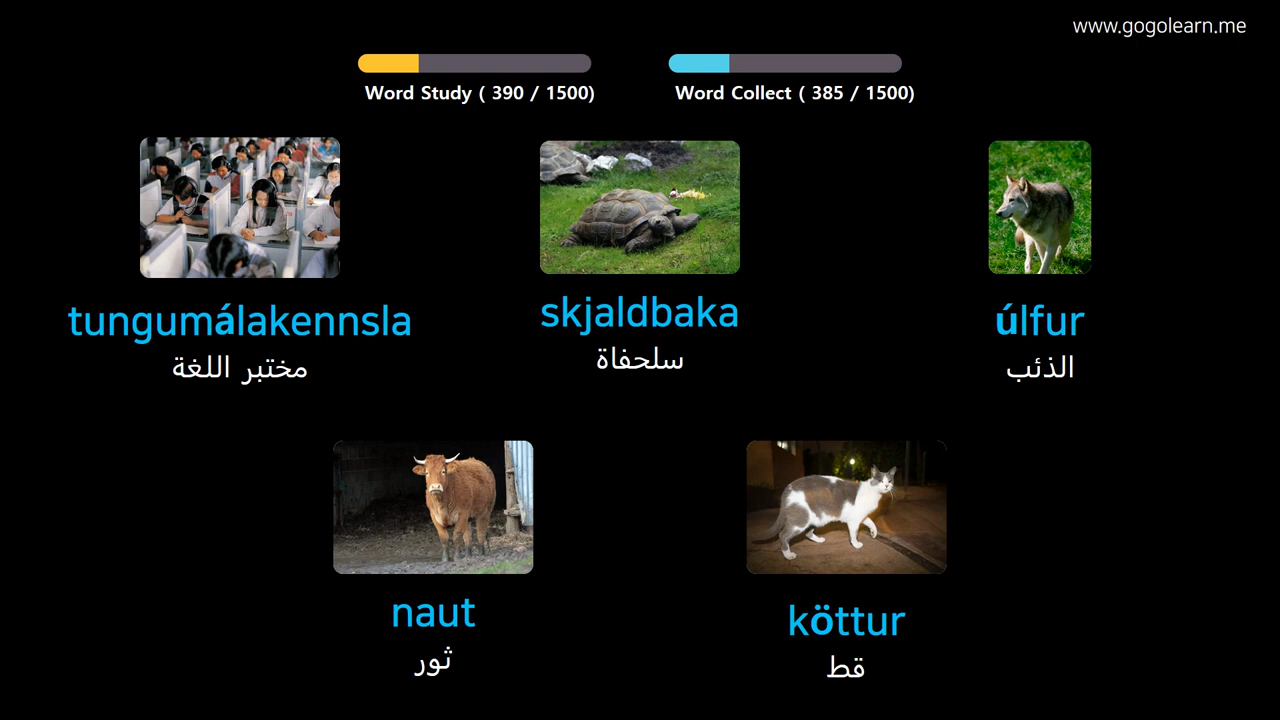 www.gogolearn.me
Word Study ( 390 / 1500)
Word Collect ( 385 / 1500)
tungumálakennsla
مختبر اللغة
skjaldbaka
سلحفاة
úlfur
الذئب
naut
ثور
köttur
قط